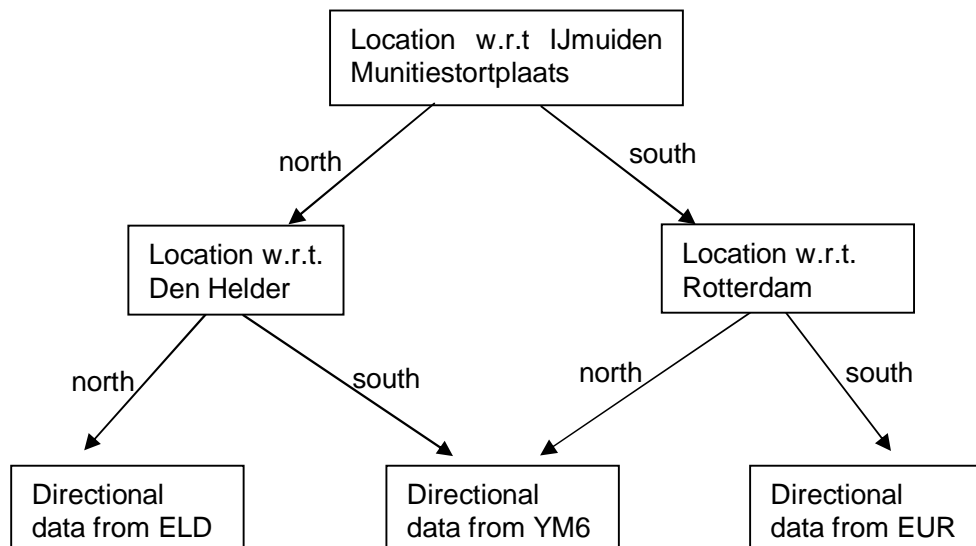 Location w.r.t IJmuiden
Munitiestortplaats
north
south
Location w.r.t.
Den Helder
Location w.r.t.
Rotterdam
north
south
north
south
Directional
data from ELD
Directional
data from YM6
Directional
data from EUR